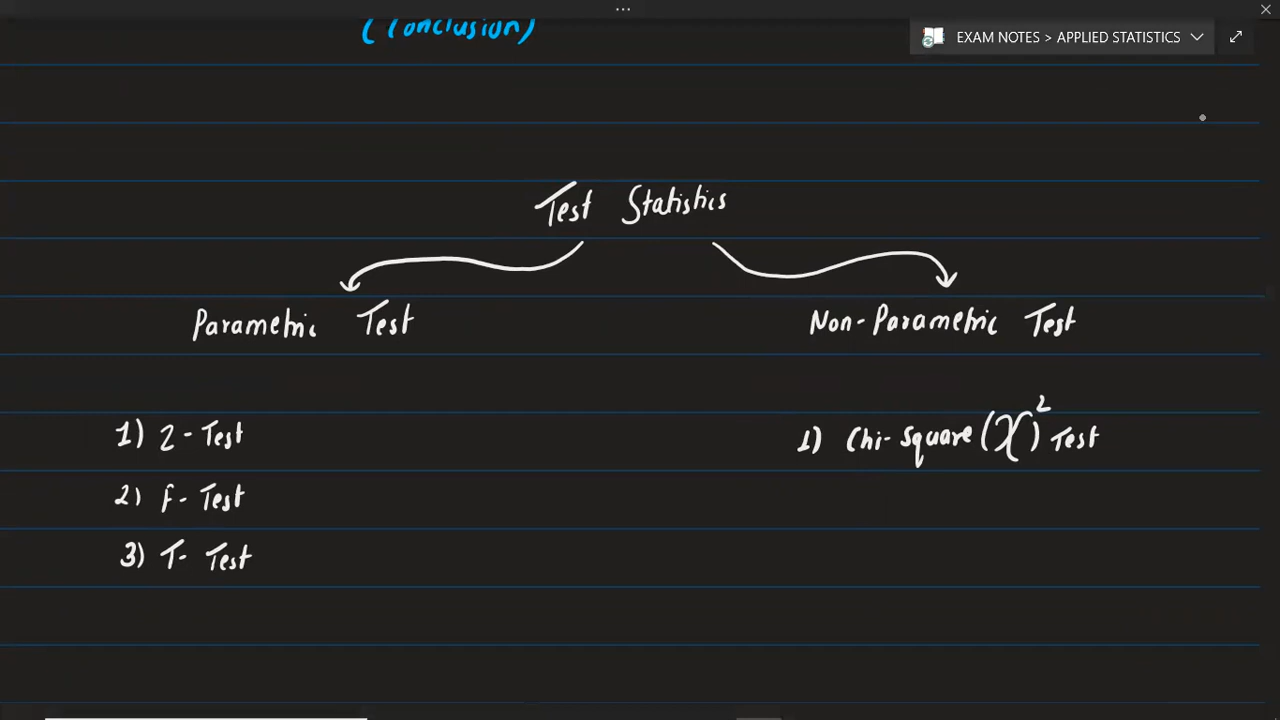 (Conclusion)
EXAM NOTES > APPLIED STATISTICS
Test Statistics
Parametric Test
Non-Parametric Test
1) Z-Test
1) Chi-Square (χ)² Test
2) F-Test
3) T-Test